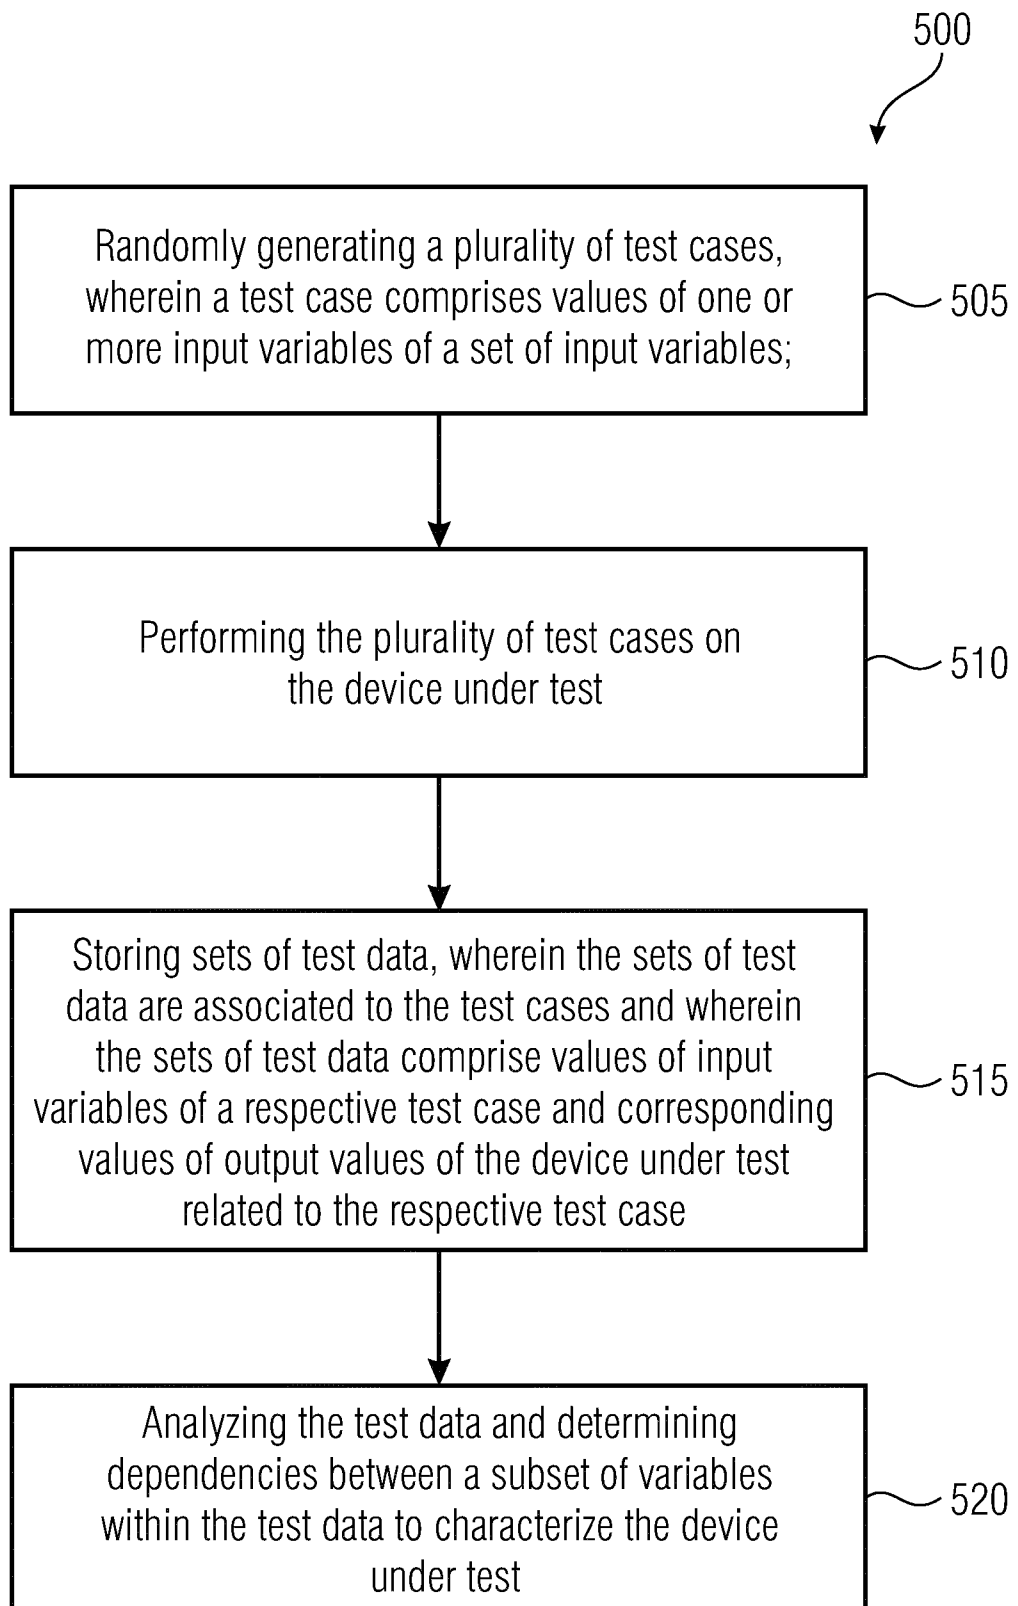 500
Randomly generating a plurality of test cases,
wherein a test case comprises values of one or
more input variables of a set of input variables;
505
Performing the plurality of test cases on
the device under test
510
Storing sets of test data, wherein the sets of test
data are associated to the test cases and wherein
the sets of test data comprise values of input
variables of a respective test case and corresponding
values of output values of the device under test
related to the respective test case
515
Analyzing the test data and determining
dependencies between a subset of variables
within the test data to characterize the device
under test
520